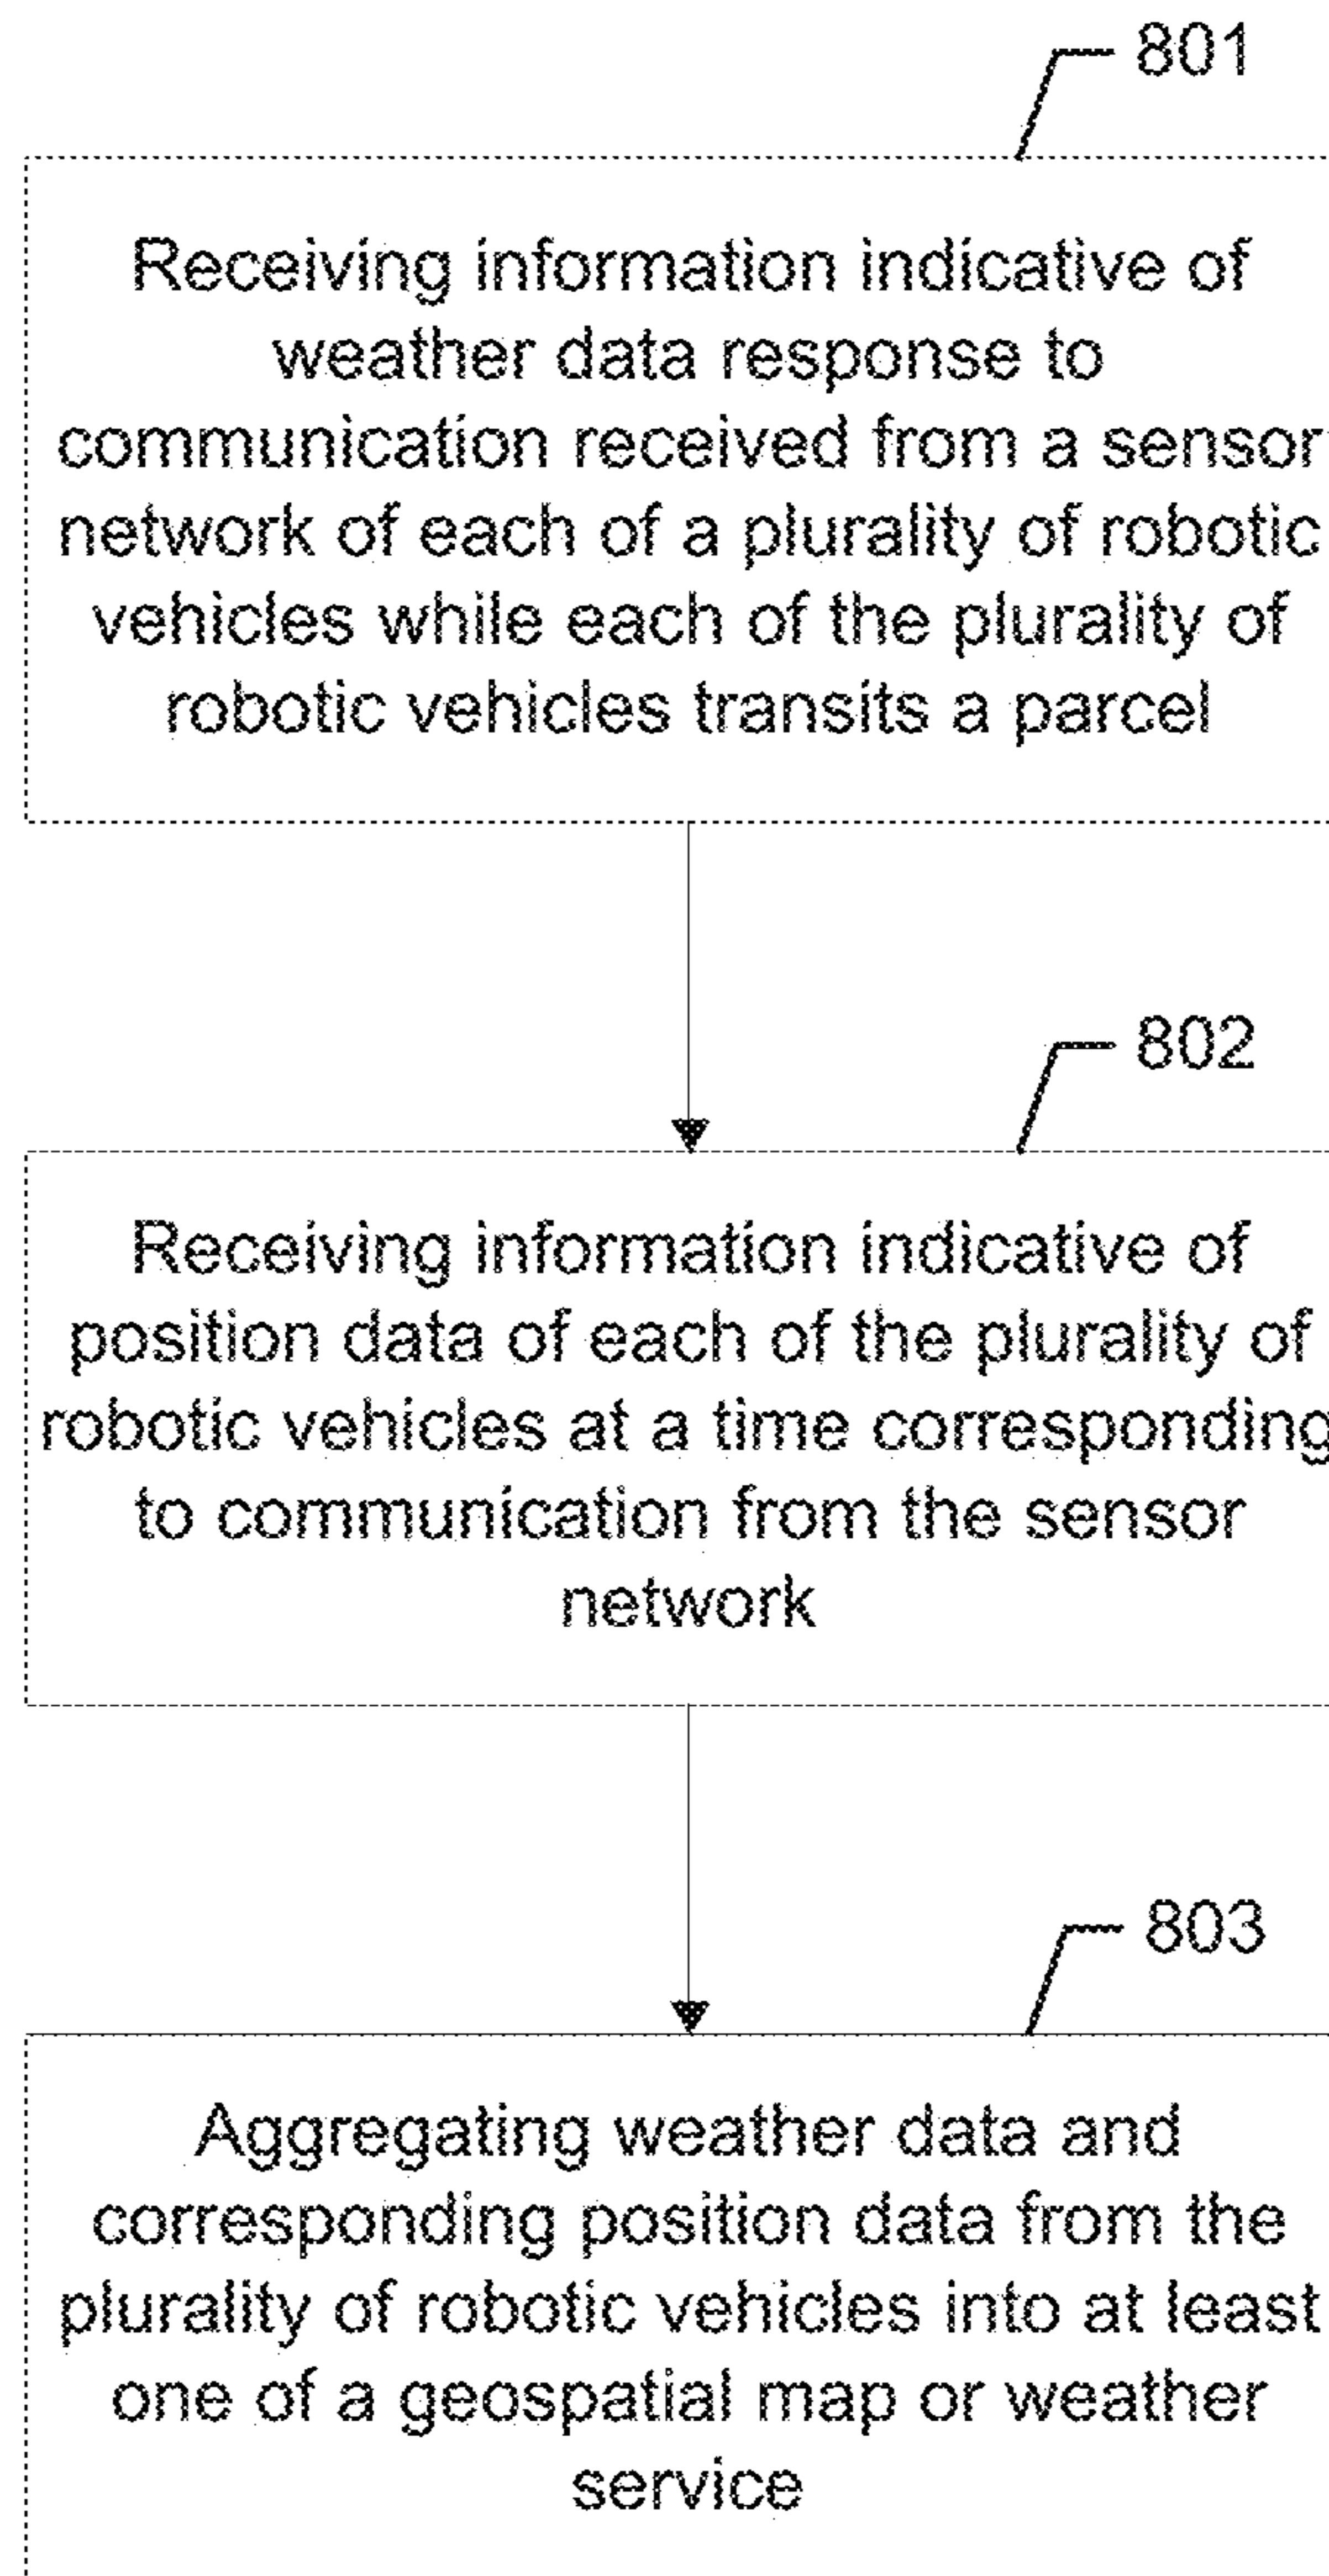 801
Receiving information indicative of
weather data response to
communication received from a sensor
network of each of a plurality of robotic
vehicles while each of the plurality of
robotic vehicles transits a parcel
802
Receiving information indicative of
position data of each of the plurality of
robotic vehicles at a time corresponding
to communication from the sensor
network
803
Aggregating weather data and
corresponding position data from the
plurality of robotic vehicles into at least
one of a geospatial map or weather
service